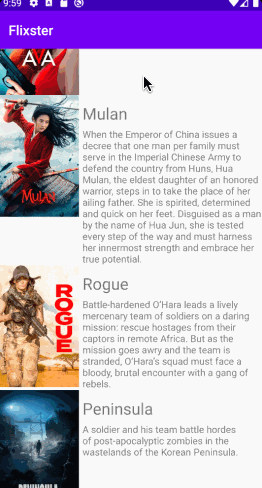 9:59
Flixster
AVA
Mulan
When the Emperor of China issues a
decree that one man per family must
serve in the Imperial Chinese Army to
defend the country from Huns, Hua
Mulan, the eldest daughter of an honored
warrior, steps in to take the place of her
ailing father. She is spirited, determined
and quick on her feet. Disguised as a man
by the name of Hua Jun, she is tested
every step of the way and must harness
her innermost strength and embrace her
true potential.
MULAN
Rogue
Battle-hardened O'Hara leads a lively
mercenary team of soldiers on a daring
mission: rescue hostages from their
captors in remote Africa. But as the
mission goes awry and the team is
stranded, O'Hara's squad must face a
bloody, brutal encounter with a gang of
rebels.
ROGUE
Peninsula
A soldier and his team battle hordes
of post-apocalyptic zombies in the
wastelands of the Korean Peninsula.
PENINSULA